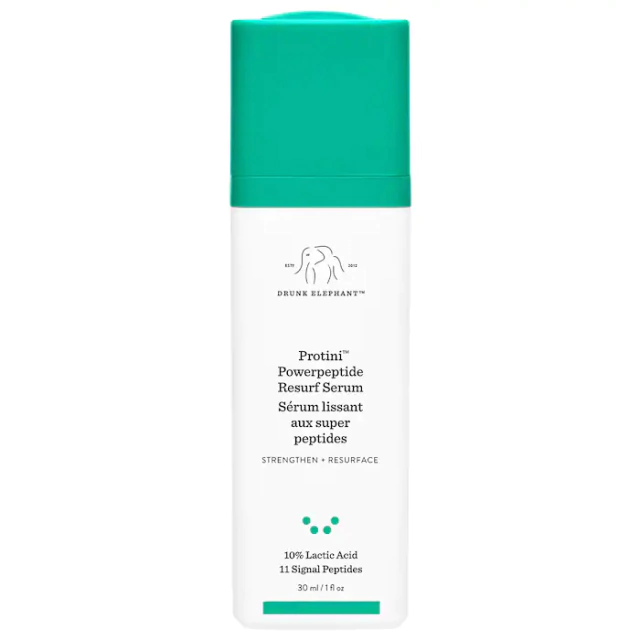 ESTD 2012
DRUNK ELEPHANT™
Protini™
Powerpeptide
Resurf Serum
Sérum lissant
aux super
peptides
STRENGTHEN + RESURFACE
10% Lactic Acid
11 Signal Peptides
30 ml / 1 fl oz